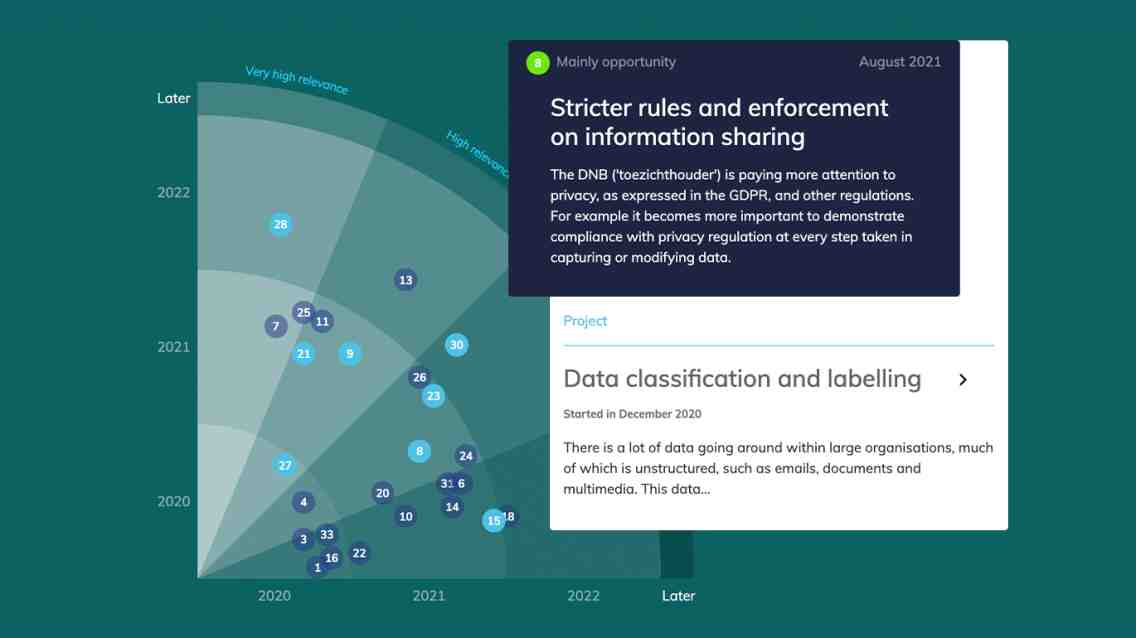 Very high relevance
High relevanc
Later
2022
2021
2020
28
13
25
11
7
21
9
30
26
23
8
24
27
31
6
20
4
14
10
15
18
33
3
22
16
1
2020
2021
2022
Later
8 Mainly opportunity August 2021
Stricter rules and enforcement
on information sharing
The DNB ('toezichthouder') is paying more attention to
privacy, as expressed in the GDPR, and other regulations.
For example it becomes more important to demonstrate
compliance with privacy regulation at every step taken in
capturing or modifying data.
Project
Data classification and labelling
Started in December 2020
There is a lot of data going around within large organisations, much
of which is unstructured, such as emails, documents and
multimedia. This data...